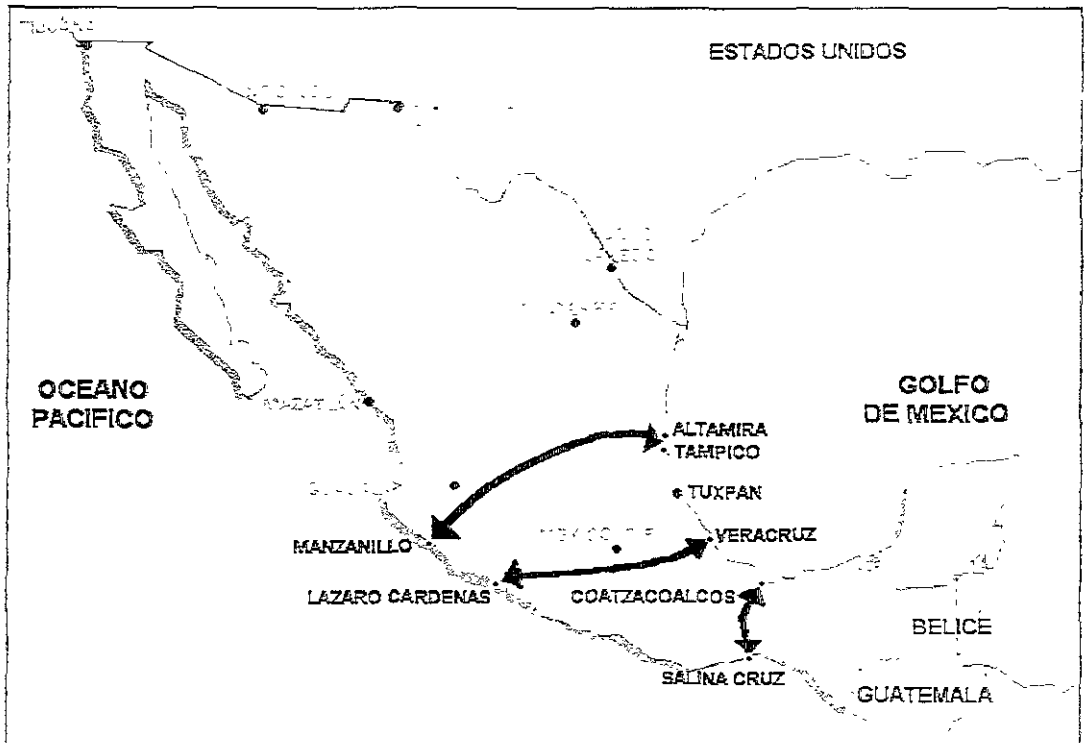 ESTADOS UNIDOS
OCEANO
PACIFICO
GOLFO
DE MEXICO
MAZATLÁN
ALTAMIRA
TAMPICO
TUXPAN
VERACRUZ
MANZANILLO
LAZARO CARDENAS
COATZACOALCOS
BELICE
SALINA CRUZ
GUATEMALA